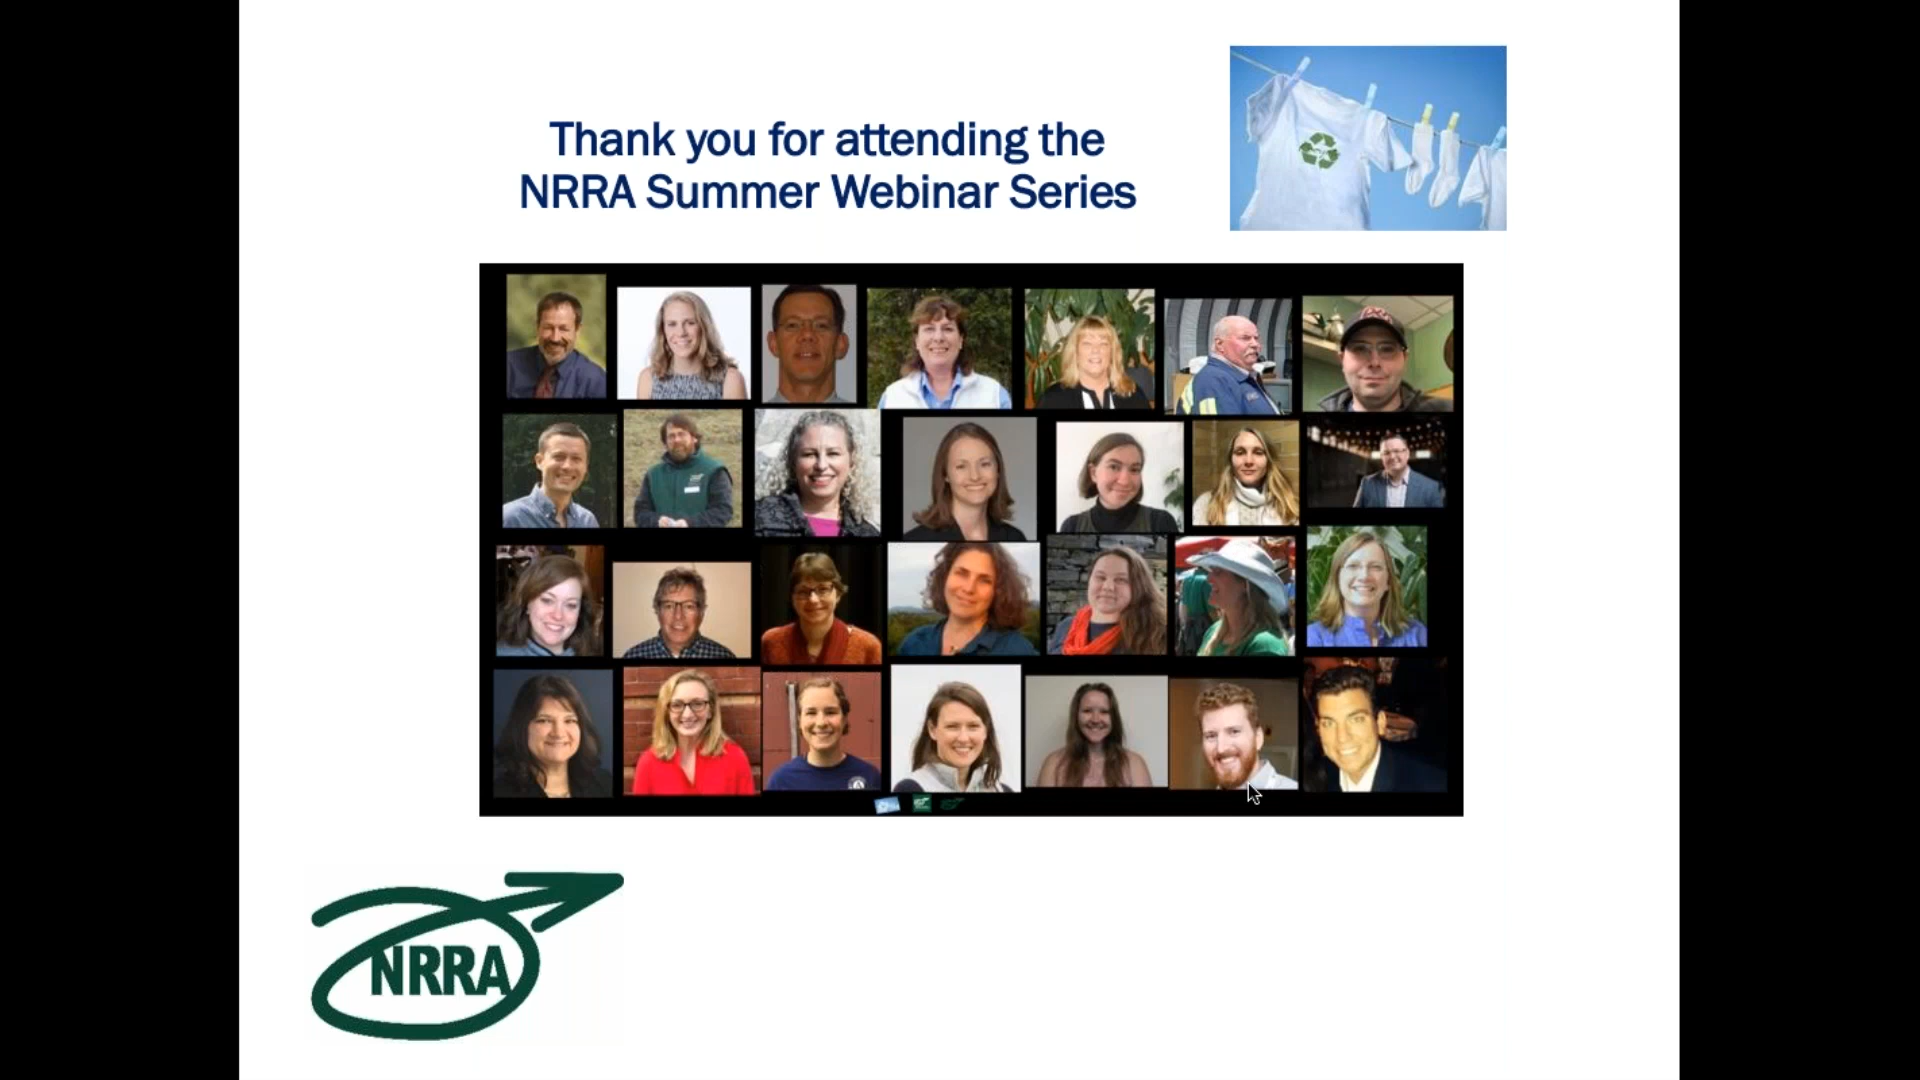 Thank you for attending the
NRRA Summer Webinar Series
NRRA